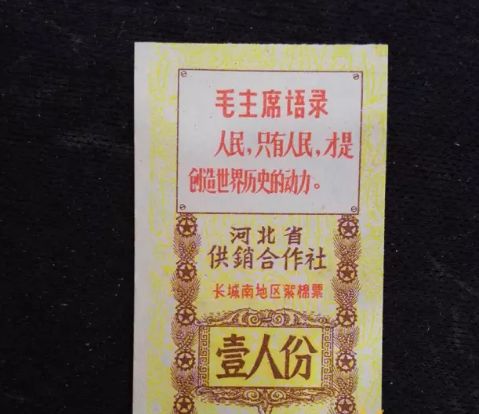 毛主席语录
人民，只有人民，才是
创造世界历史的动力。
河北省
供銷合作社
长城南地区絮棉票
壹人份